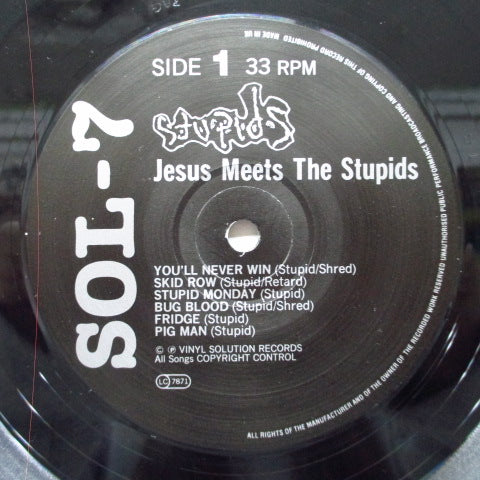 SIDE 1 33 RPM
STUPIDS
Jesus Meets The Stupids
SOL-7
YOU'LL NEVER WIN (Stupid/Shred)
SKID ROW (Stupid/Retard)
STUPID MONDAY (Stupid)
BUG BLOOD (Stupid/Shred)
FRIDGE (Stupid)
PIG MAN (Stupid)
© ℗ VINYL SOLUTION RECORDS
All Songs COPYRIGHT CONTROL
LC 7871
ALL RIGHTS OF THE MANUFACTURER AND OF THE OWNER OF THE RECORDED WORK RESERVED UNAUTHORISED PUBLIC PERFORMANCE BROADCASTING AND COPYING OF THIS RECORD PROHIBITED MADE IN UK